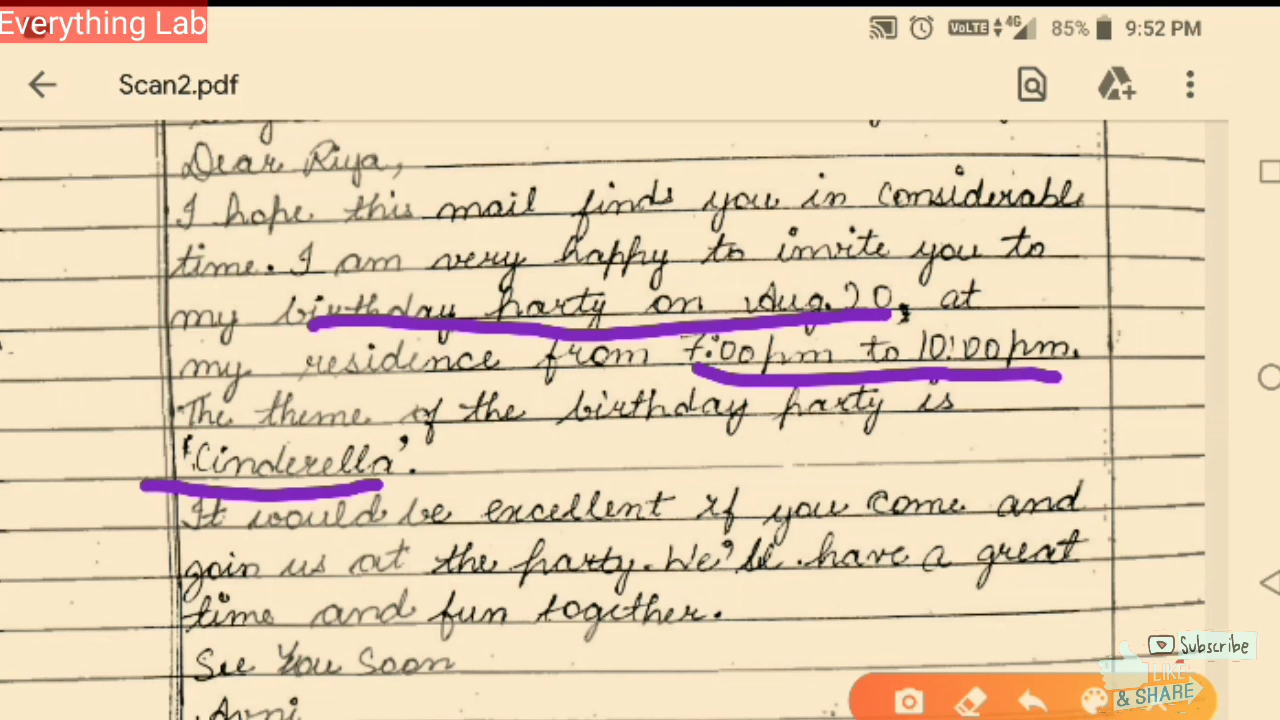 Everything Lab
VoLTE 4G 85% 9:52 PM
Scan2.pdf
Dear Riya,
I hope this mail finds you in considerable
time. I am very happy to invite you to
my birthday party on Aug. 20, at
my residence from 7:00pm to 10:00pm.
The theme of the birthday party is
'Cinderella'.
It would be excellent if you come and
join us at the party. We'll have a great
time and fun together.
See You Soon
Avni
Subscribe
LIKE
& SHARE